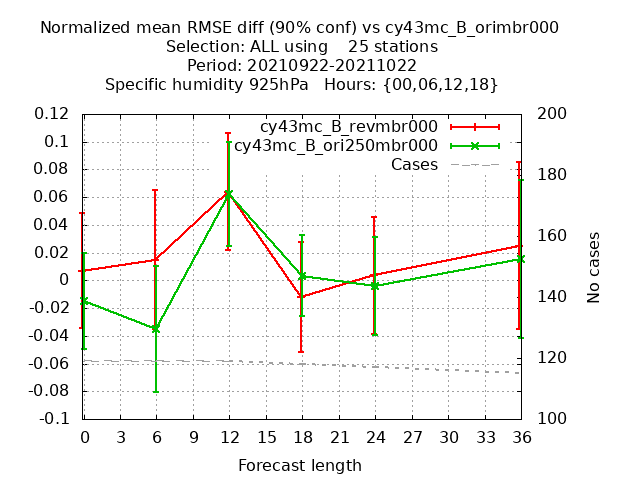 Normalized mean RMSE diff (90% conf) vs cy43mc_B_orimbr000
Selection: ALL using    25 stations
Period: 20210922-20211022
Specific humidity 925hPa   Hours: {00,06,12,18}
cy43mc_B_revmbr000
cy43mc_B_ori250mbr000
Cases
0.12
0.1
0.08
0.06
0.04
0.02
0
-0.02
-0.04
-0.06
-0.08
-0.1
200
180
160
140
120
100
No cases
0 3 6 9 12 15 18 21 24 27 30 33 36
Forecast length